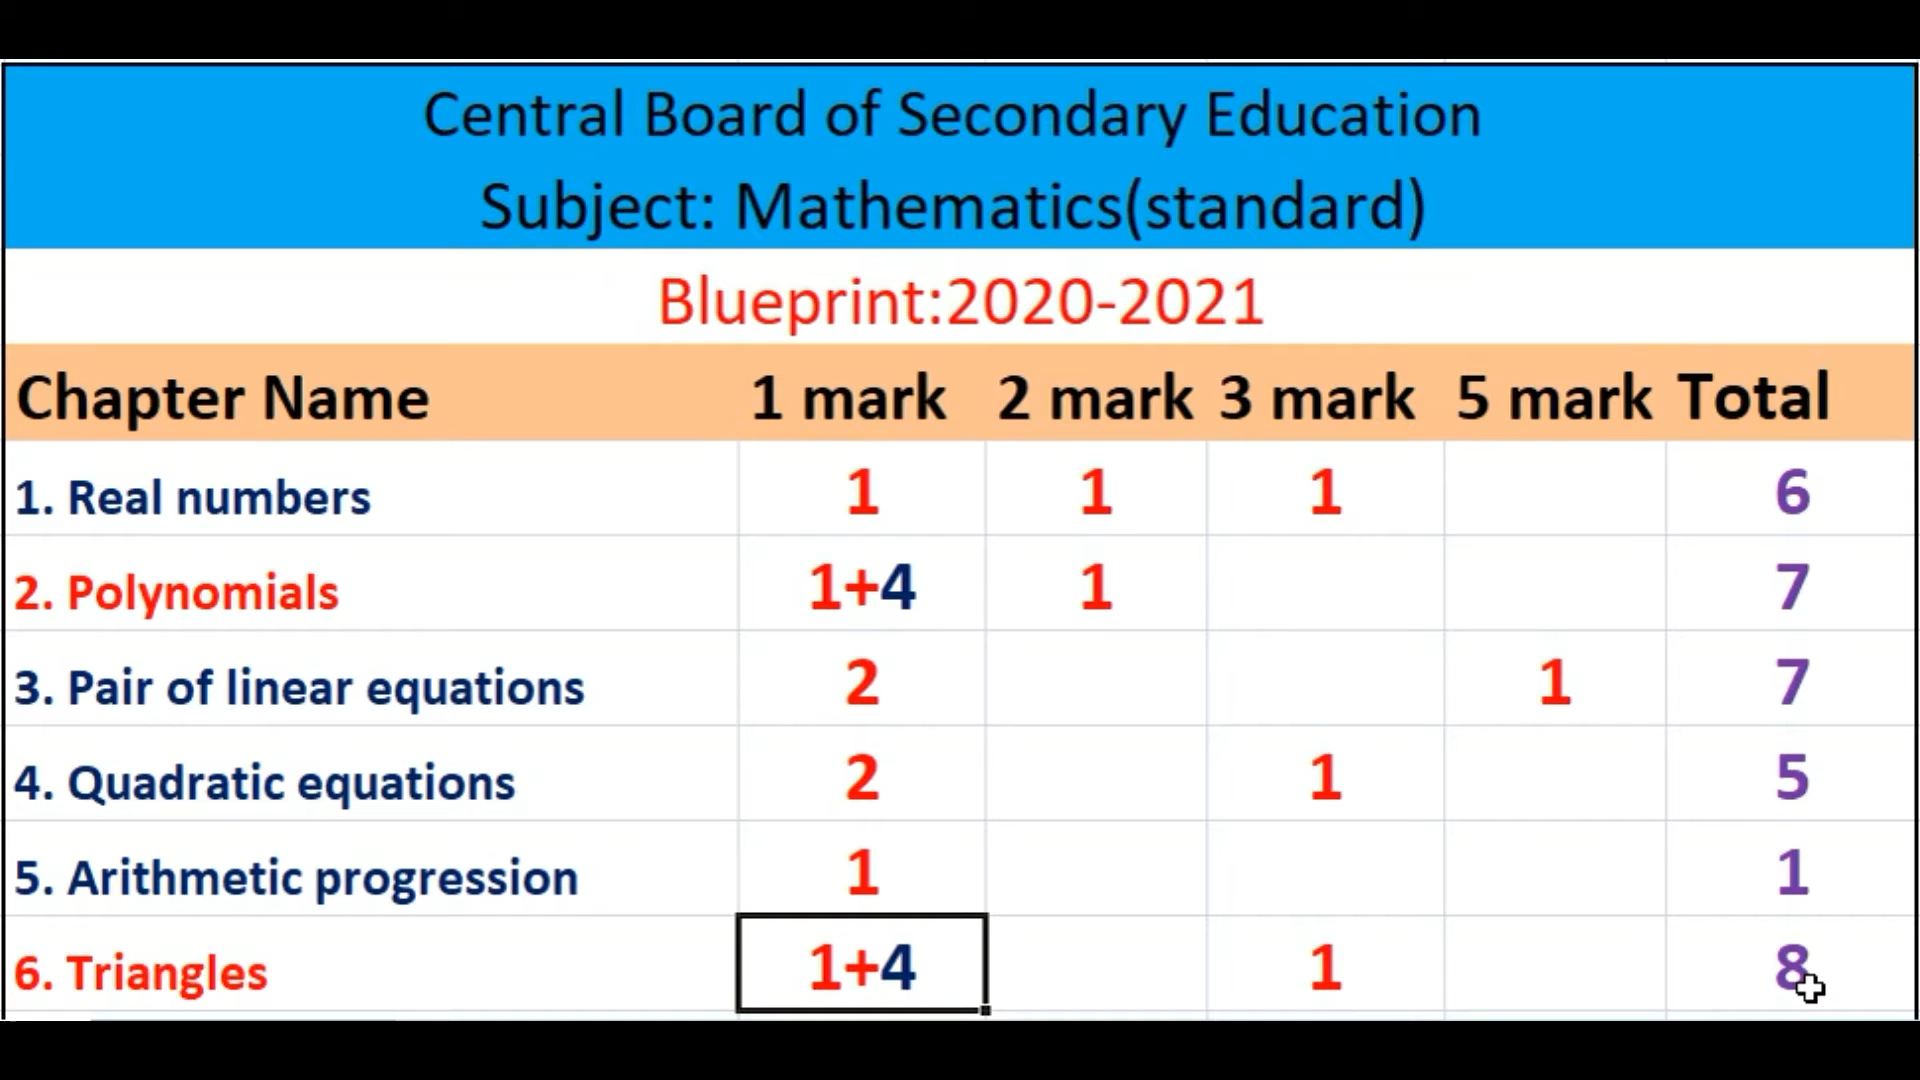 Central Board of Secondary Education
Subject: Mathematics(standard)
Blueprint:2020-2021
Chapter Name 1 mark 2 mark 3 mark 5 mark Total
1. Real numbers 1 1 1 6
2. Polynomials 1+4 1 7
3. Pair of linear equations 2 1 7
4. Quadratic equations 2 1 5
5. Arithmetic progression 1 1
6. Triangles 1+4 1 8